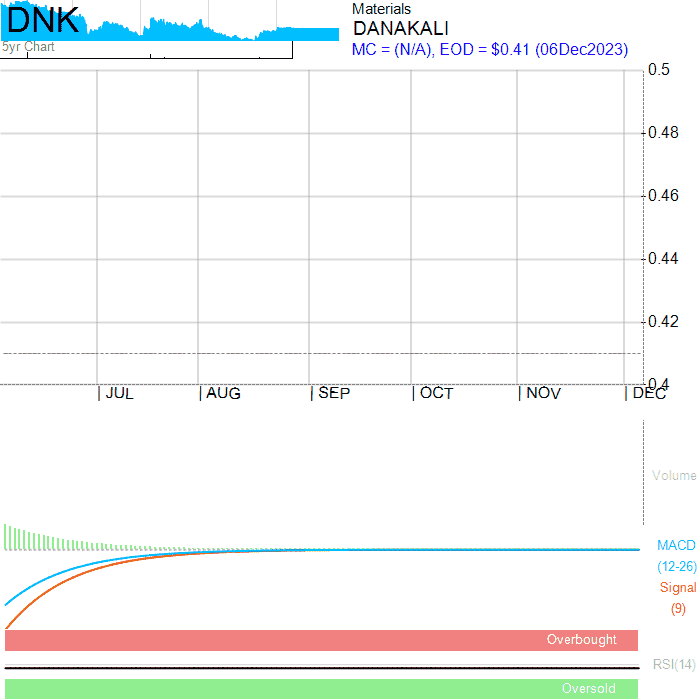 DNK
5yr Chart
Materials
DANAKALI
MC = (N/A), EOD = $0.41 (06Dec2023)
0.5
0.48
0.46
0.44
0.42
0.4
JUL AUG SEP OCT NOV DEC
Volume
MACD
(12-26)
Signal
(9)
Overbought
RSI(14)
Oversold